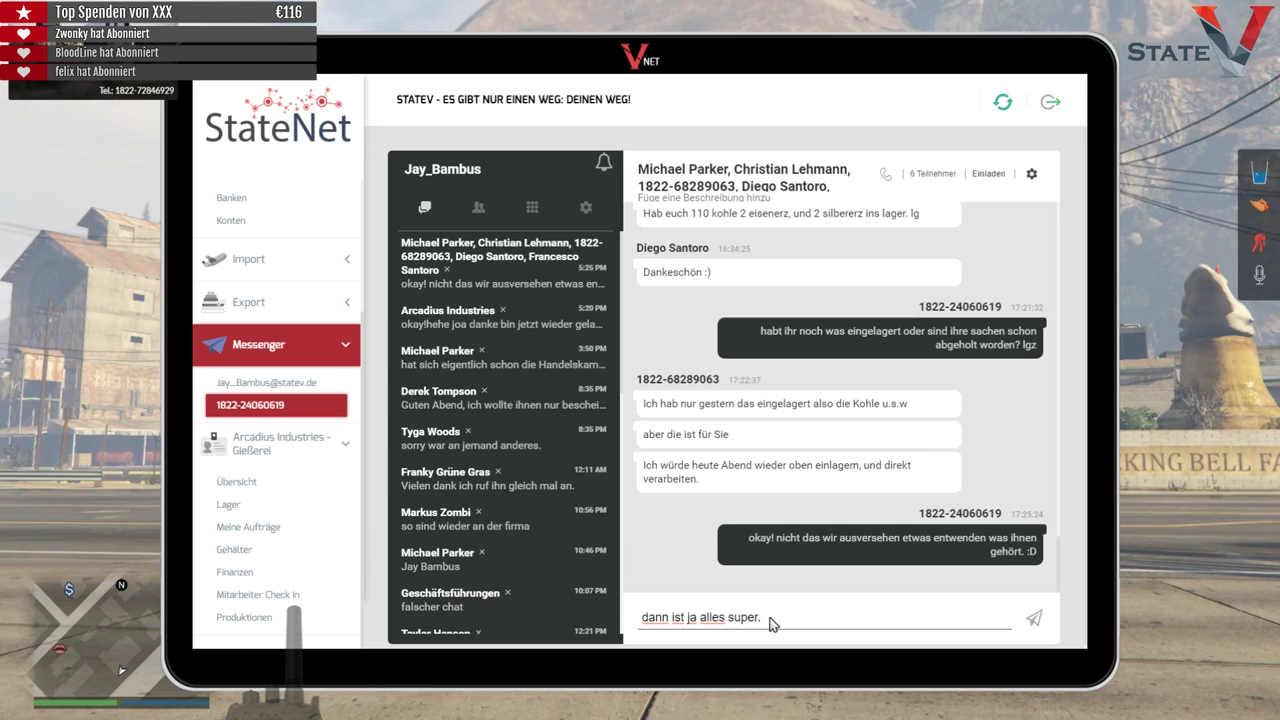 Top Spenden von XXX €116
Zwonky hat Abonniert
BloodLine hat Abonniert
felix hat Abonniert
Tel.: 1822-72846929
STATE V
V NET
StateNet
STATEV - ES GIBT NUR EINEN WEG: DEINEN WEG!
Banken
Konten
Import
Export
Messenger
Jay_Bambus@statev.de
1822-24060619
Arcadius Industries -
Gießerei
Übersicht
Lager
Meine Aufträge
Gehälter
Finanzen
Mitarbeiter Check In
Produktionen
Jay_Bambus
Michael Parker, Christian Lehmann, 1822-
68289063, Diego Santoro, Francesco
Santoro × 5:25 PM
okay! nicht das wir ausversehen etwas en...
Arcadius Industries × 5:20 PM
okay!hehe joa danke bin jetzt wieder gela...
Michael Parker × 3:50 PM
hat sich eigentlich schon die Handelskam...
Derek Tompson × 8:35 PM
Guten Abend, ich wollte ihnen nur beschei...
Tyga Woods × 8:35 PM
sorry war an jemand anderes.
Franky Grüne Gras × 12:11 AM
Vielen dank ich ruf ihn gleich mal an.
Markus Zombi × 10:56 PM
so sind wieder an der firma
Michael Parker × 10:46 PM
Jay Bambus
Geschäftsführungen × 10:07 PM
falscher chat
Taylor Hanson × 12:21 PM
Michael Parker, Christian Lehmann,
1822-68289063, Diego Santoro,
Füge eine Beschreibung hinzu
6 Teilnehmer
Einladen
Hab euch 110 kohle 2 eisenerz, und 2 silbererz ins lager. lg
Diego Santoro 16:34:25
Dankeschön :)
1822-24060619 17:21:32
habt ihr noch was eingelagert oder sind ihre sachen schon
abgeholt worden? lgz
1822-68289063 17:22:37
Ich hab nur gestern das eingelagert also die Kohle u.s.w
aber die ist für Sie
Ich würde heute Abend wieder oben einlagern, und direkt
verarbeiten.
1822-24060619 17:25:24
okay! nicht das wir ausversehen etwas entwenden was ihnen
gehört. :D
dann ist ja alles super.
BELL
N